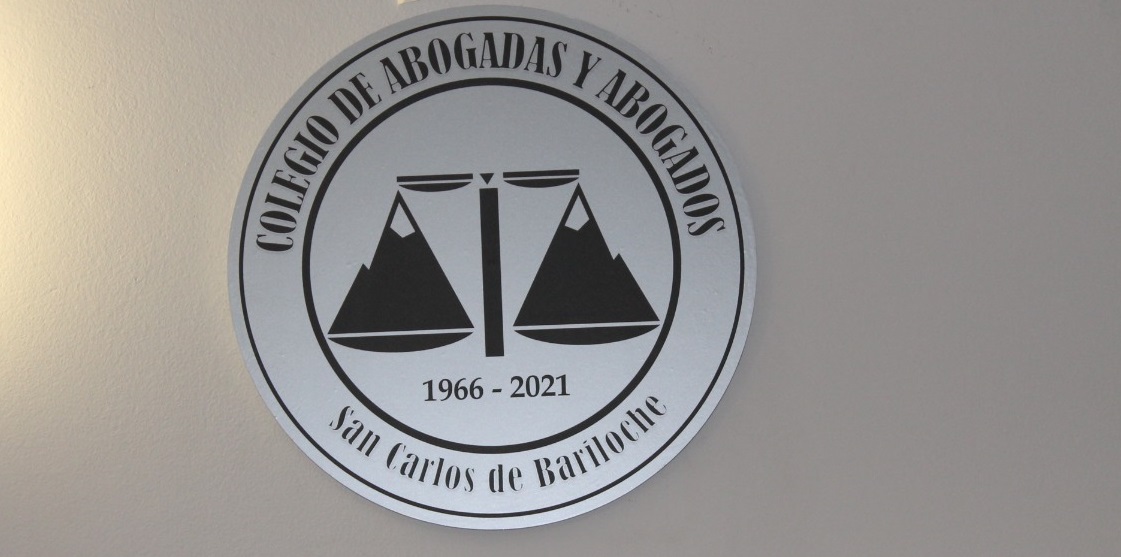 COLEGIO DE ABOGADAS Y ABOGADOS
1966 - 2021
San Carlos de Bariloche